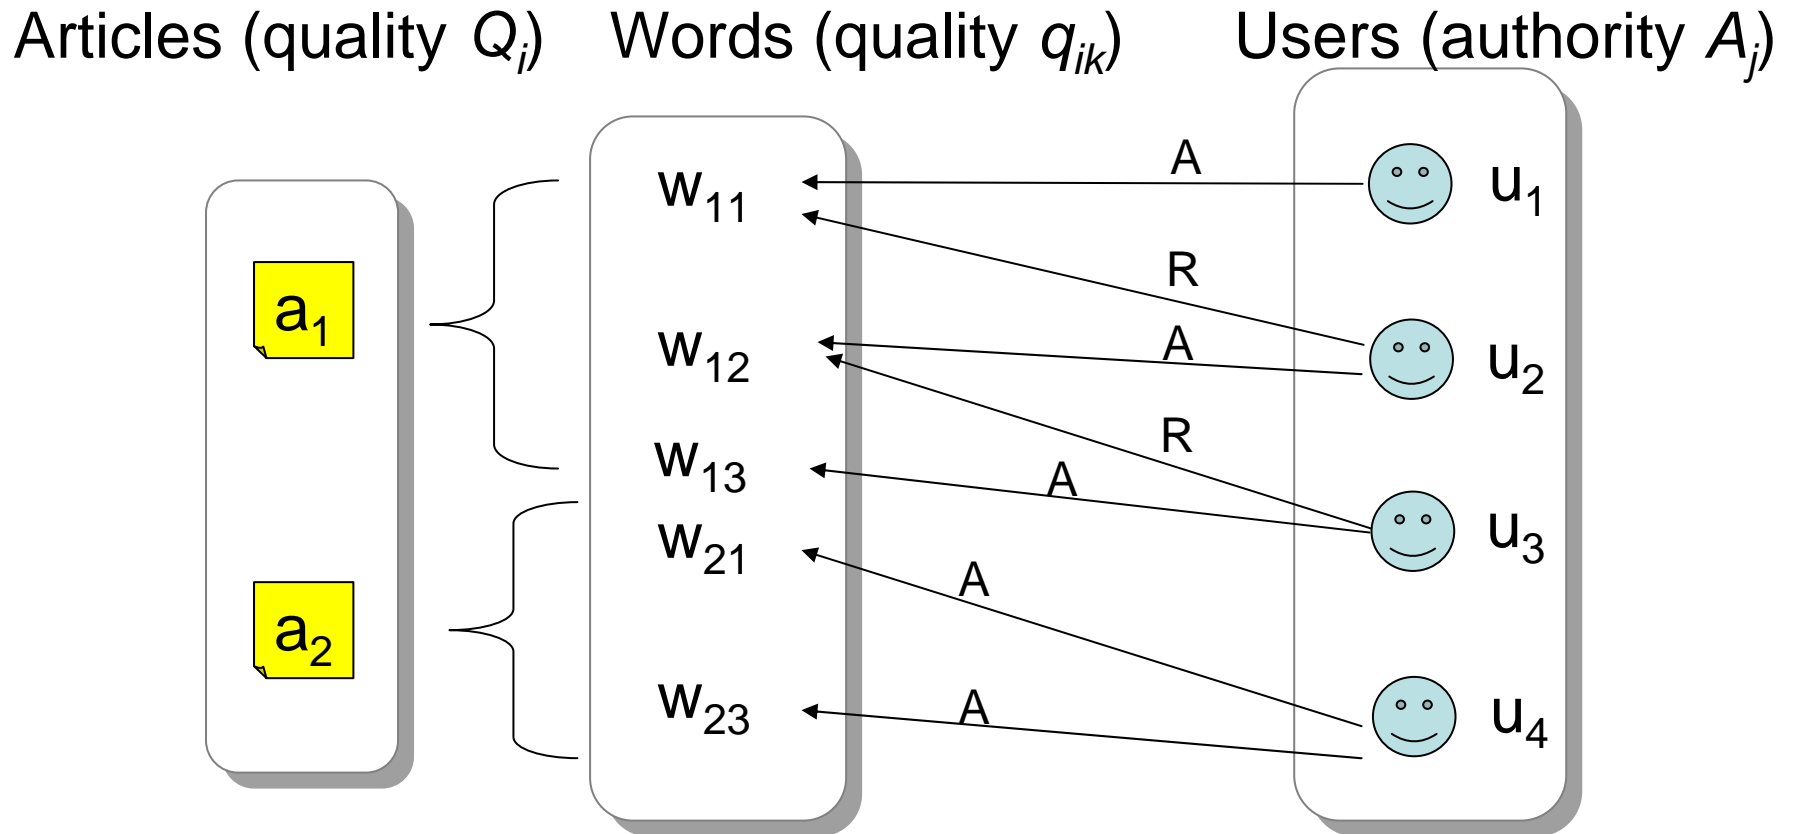 Articles (quality Qi) Words (quality qik) Users (authority Aj)
w11 A u1
R
a1
w12 A u2
R
w13 A
w21 u3
A
a2
w23 A u4